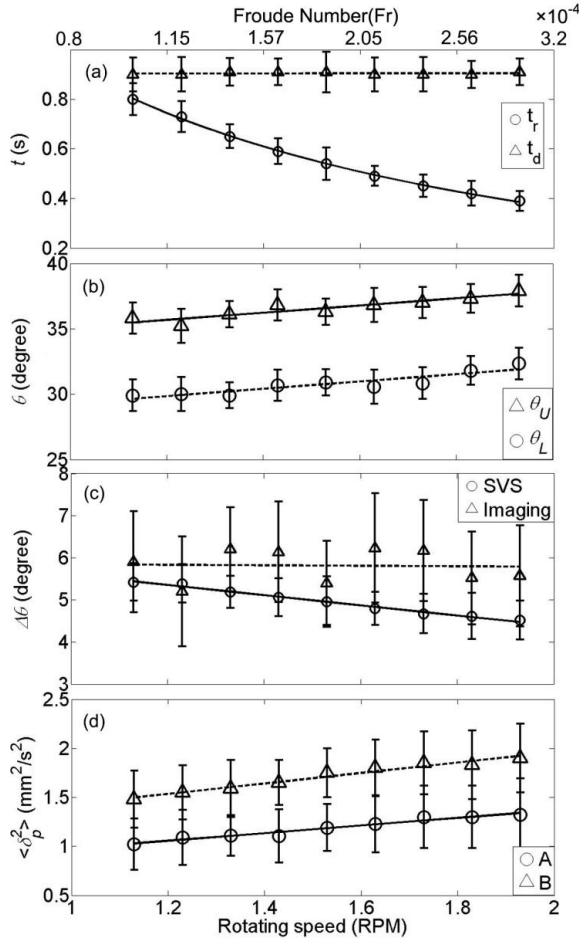 Froude Number(Fr)
0.8 1.15 1.57 2.05 2.56 3.2
×10⁻⁴
(a)
0.8
0.6
0.4
0.2
t (s)
t_r
t_d
(b)
40
35
30
25
θ (degree)
θ_U
θ_L
(c)
8
7
6
5
4
3
Δθ (degree)
SVS
Imaging
(d)
2.5
2
1.5
1
0.5
<δ_p²> (mm²/s²)
A
B
1 1.2 1.4 1.6 1.8 2
Rotating speed (RPM)